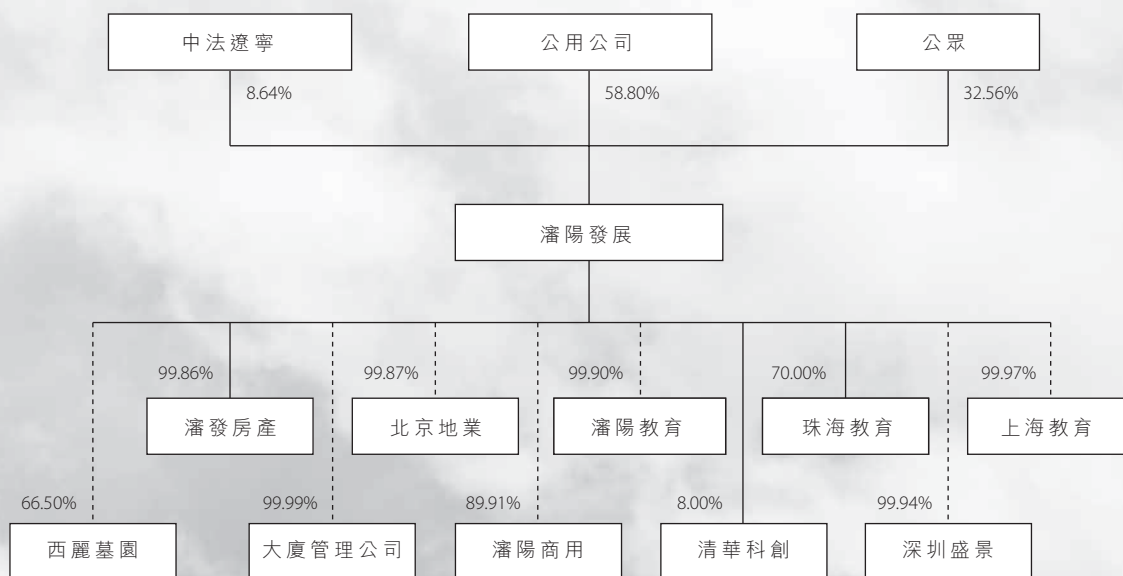 中法遼寧
公用公司
公眾
8.64%
58.80%
32.56%
瀋陽發展
99.86%
99.87%
99.90%
70.00%
99.97%
瀋發房產
北京地業
瀋陽教育
珠海教育
上海教育
66.50%
99.99%
89.91%
8.00%
99.94%
西麗墓園
大廈管理公司
瀋陽商用
清華科創
深圳盛景